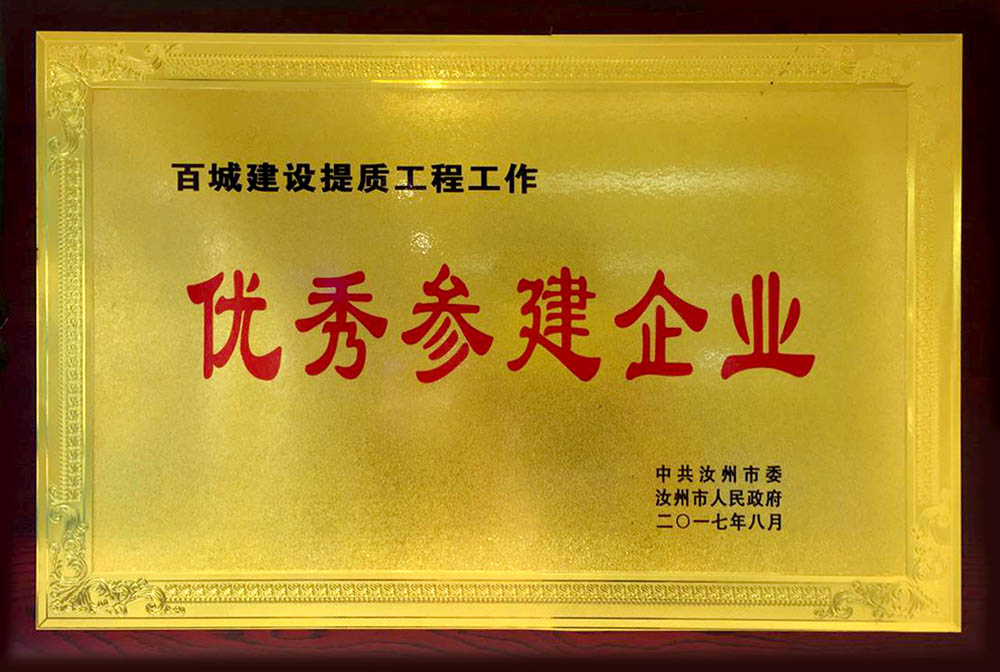 百城建设提质工程工作
优秀参建企业
中共汝州市委
汝州市人民政府
二〇一七年八月